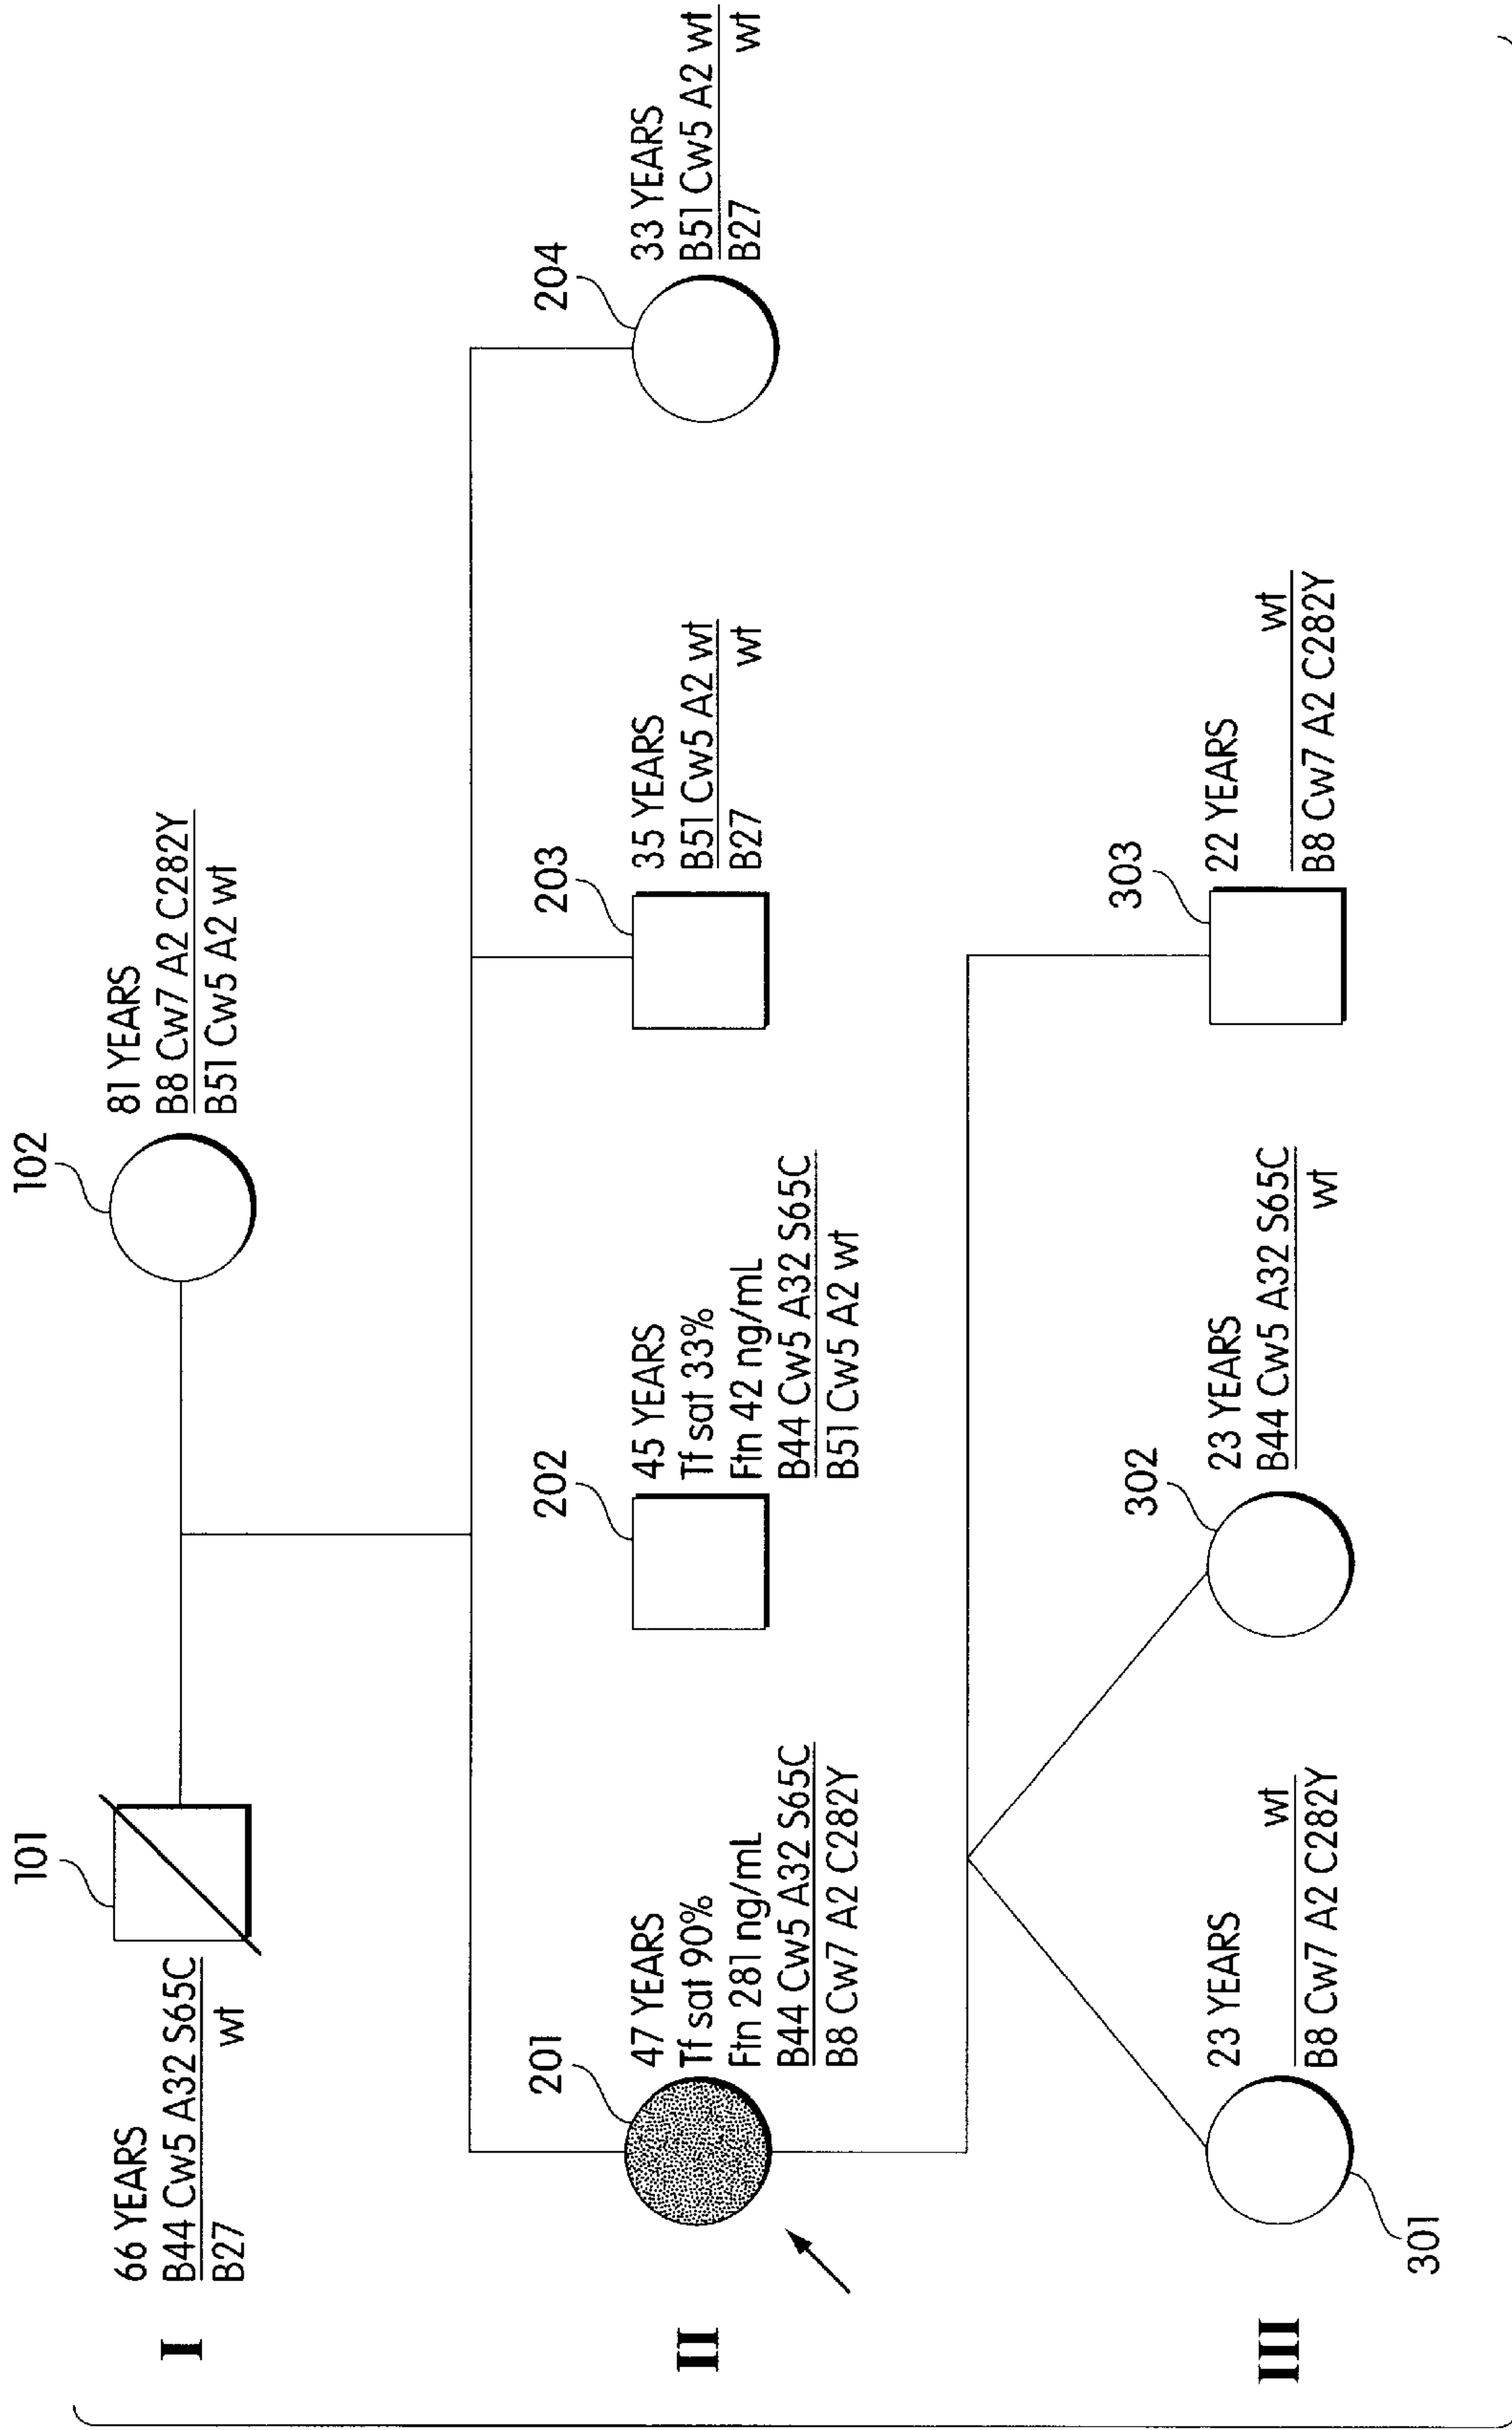 I
101
66 YEARS
B44 Cw5 A32 S65C
B27 wt
102
81 YEARS
B8 Cw7 A2 C282Y
B51 Cw5 A2 wt
II
201
47 YEARS
Tf sat 90%
Ftn 281 ng/mL
B44 Cw5 A32 S65C
B8 Cw7 A2 C282Y
202
45 YEARS
Tf sat 33%
Ftn 42 ng/mL
B44 Cw5 A32 S65C
B51 Cw5 A2 wt
203
35 YEARS
B51 Cw5 A2 wt
B27 wt
204
33 YEARS
B51 Cw5 A2 wt
B27 wt
III
301
23 YEARS
wt
B8 Cw7 A2 C282Y
302
23 YEARS
B44 Cw5 A32 S65C
wt
303
22 YEARS
wt
B8 Cw7 A2 C282Y